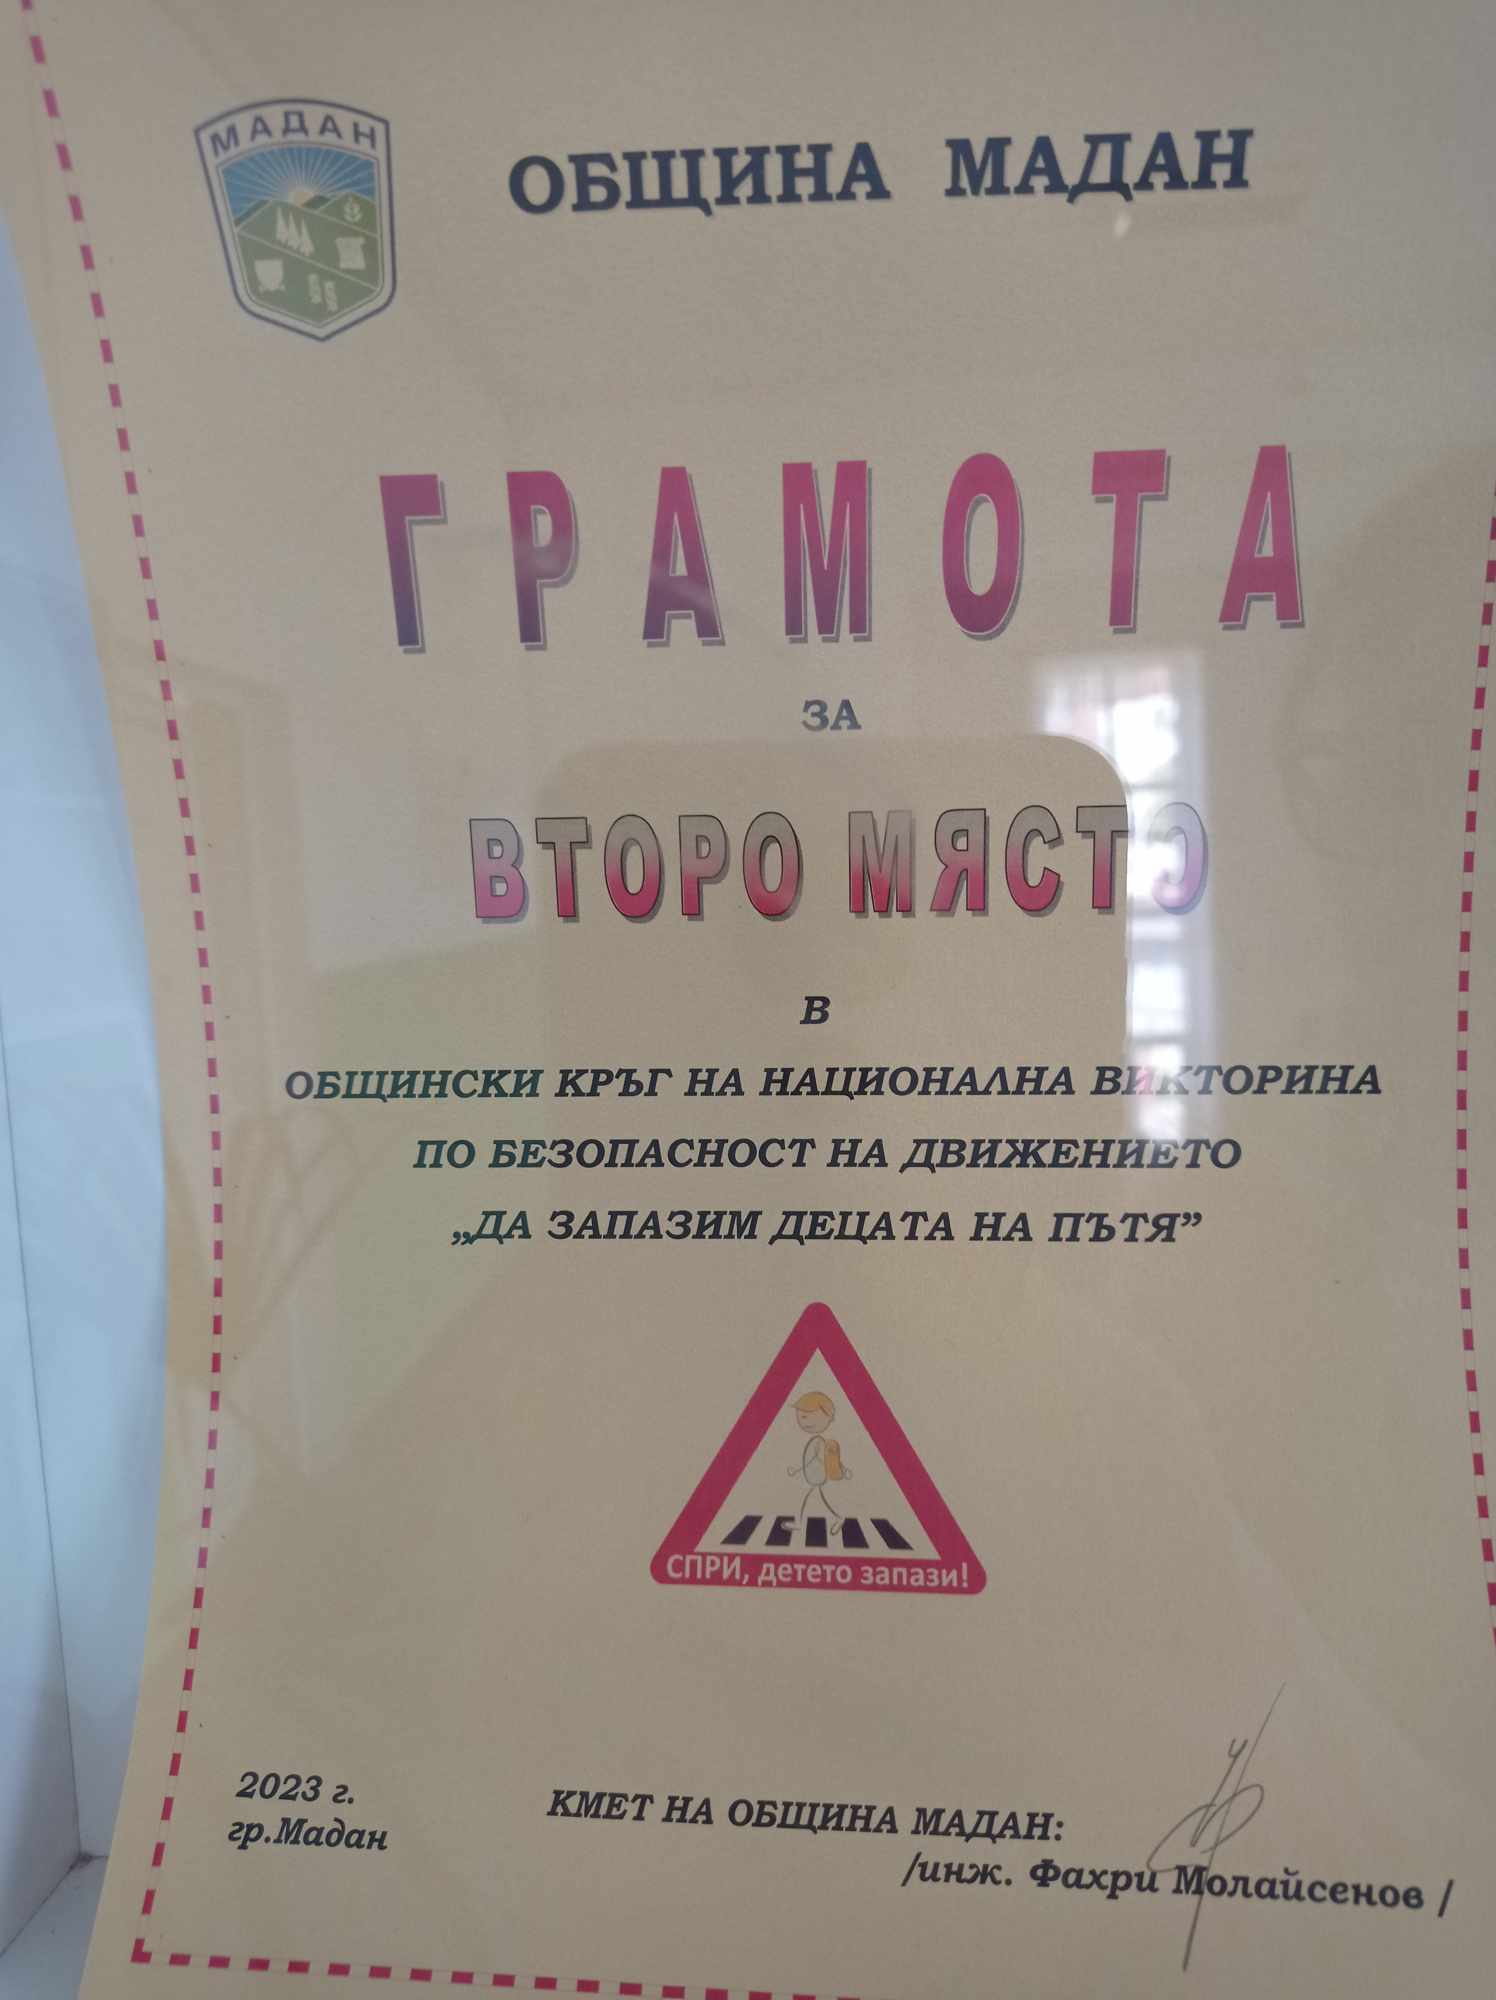 МАДАН
ОБЩИНА МАДАН
ГРАМОТА
ЗА
ВТОРО МЯСТО
В
ОБЩИНСКИ КРЪГ НА НАЦИОНАЛНА ВИКТОРИНА
ПО БЕЗОПАСНОСТ НА ДВИЖЕНИЕТО
„ДА ЗАПАЗИМ ДЕЦАТА НА ПЪТЯ”
СПРИ, детето запази!
2023 г.
гр.Мадан
КМЕТ НА ОБЩИНА МАДАН:
/инж. Фахри Молайсенов /